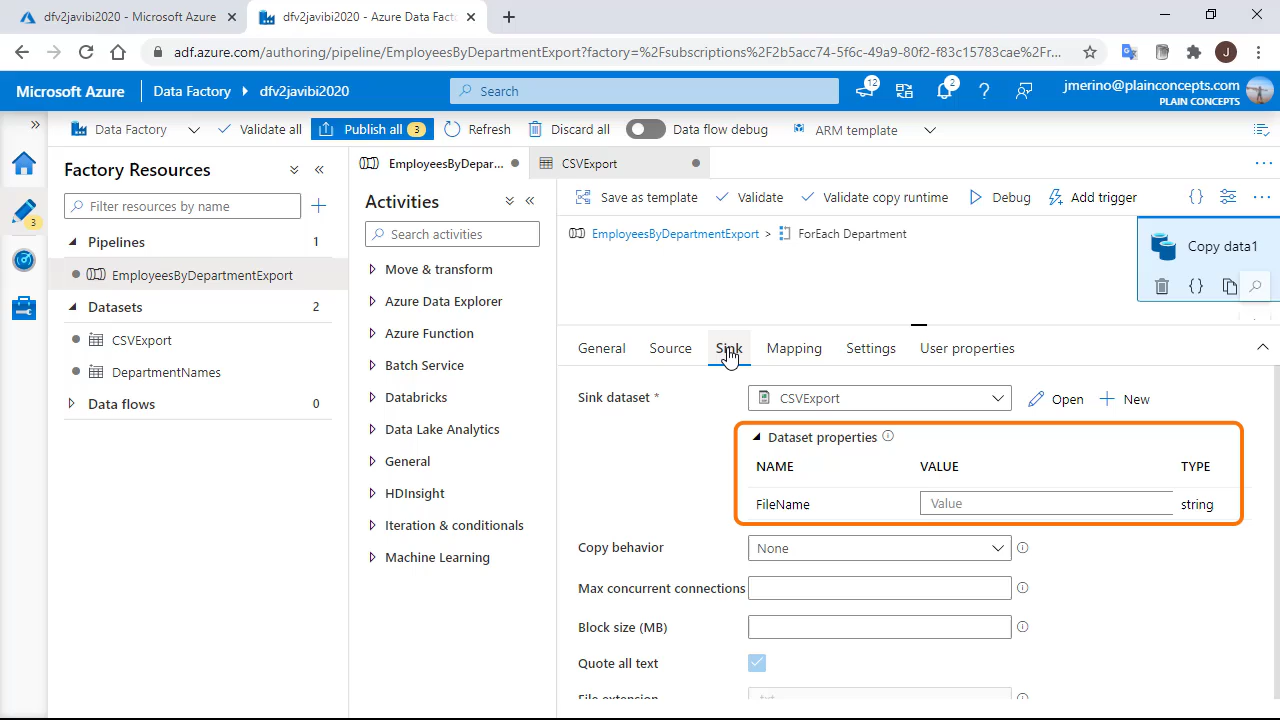 dfv2javibi2020 - Microsoft Azure
dfv2javibi2020 - Azure Data Facto
adf.azure.com/authoring/pipeline/EmployeesByDepartmentExport?factory=%2Fsubscriptions%2F2b5acc74-5f6c-49a9-80f2-f83c15783cae%2Fr...
J
Microsoft Azure
Data Factory
dfv2javibi2020
Search
12
2
jmerino@plainconcepts.com
PLAIN CONCEPTS
Data Factory
Validate all
Publish all 3
Refresh
Discard all
Data flow debug
ARM template
Factory Resources
Filter resources by name
3
Pipelines 1
EmployeesByDepartmentExport
Datasets 2
CSVExport
DepartmentNames
Data flows 0
EmployeesByDepar...
CSVExport
Activities
Search activities
Move & transform
Azure Data Explorer
Azure Function
Batch Service
Databricks
Data Lake Analytics
General
HDInsight
Iteration & conditionals
Machine Learning
Save as template
Validate
Validate copy runtime
Debug
Add trigger
EmployeesByDepartmentExport > ForEach Department
Copy data1
General Source Sink Mapping Settings User properties
Sink dataset * CSVExport Open New
Dataset properties
NAME VALUE TYPE
FileName Value string
Copy behavior None
Max concurrent connections
Block size (MB)
Quote all text
File extension .txt